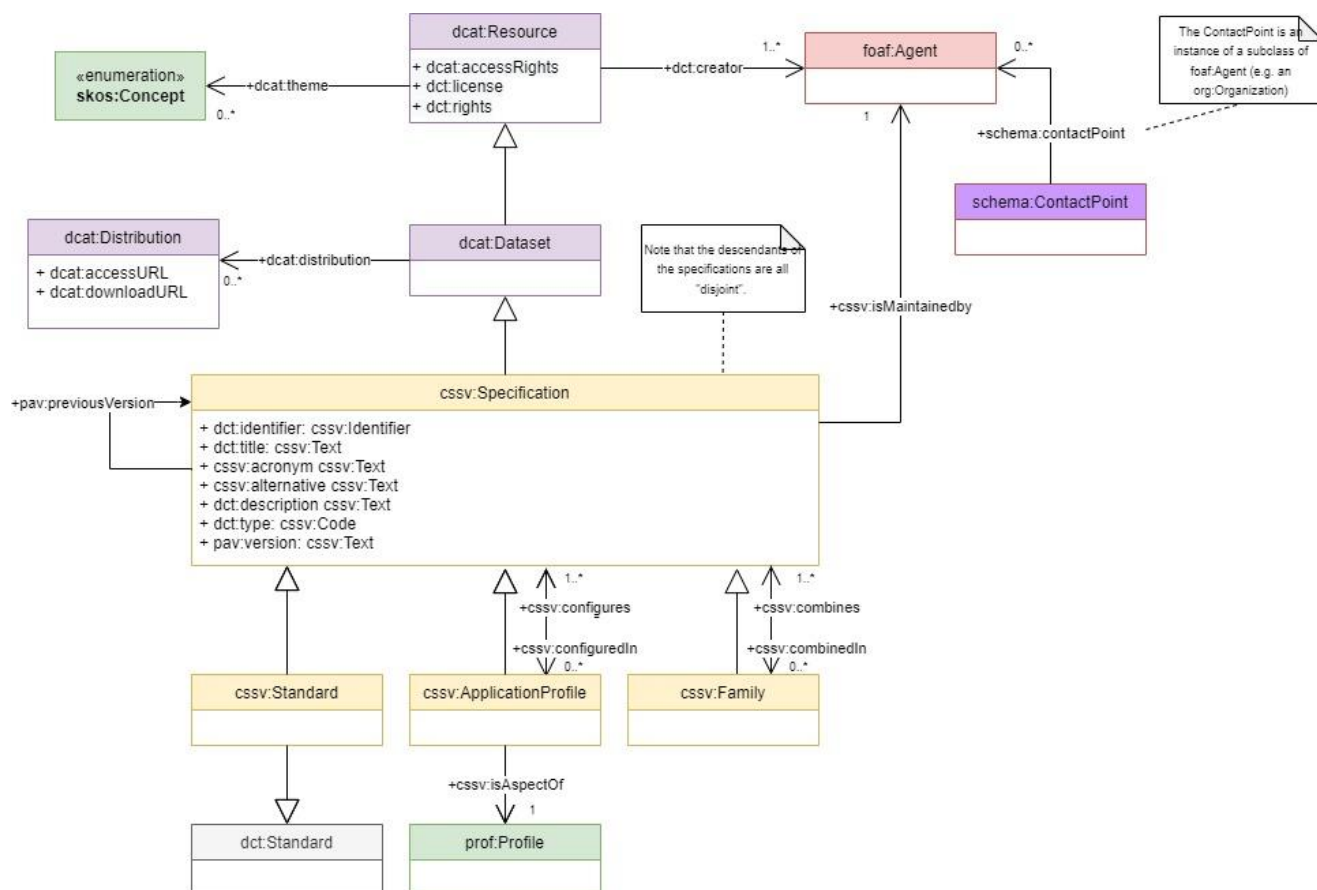 dcat:Resource
+ dcat:accessRights
+ dct:license
+ dct:rights
«enumeration»
skos:Concept
+dcat:theme
0..*
+dct:creator
1..*
foaf:Agent
0..*
1
The ContactPoint is an
instance of a subclass of
foaf:Agent (e.g. an
org:Organization)
+schema:contactPoint
schema:ContactPoint
dcat:Distribution
+ dcat:accessURL
+ dcat:downloadURL
+dcat:distribution
0..*
dcat:Dataset
Note that the descendants of
the specifications are all
"disjoint".
+cssv:isMaintainedby
+pav:previousVersion
cssv:Specification
+ dct:identifier: cssv:Identifier
+ dct:title: cssv:Text
+ cssv:acronym cssv:Text
+ cssv:alternative cssv:Text
+ dct:description cssv:Text
+ dct:type: cssv:Code
+ pav:version: cssv:Text
1..*
+cssv:configures
+cssv:configuredIn
0..*
1..*
+cssv:combines
+cssv:combinedIn
0..*
cssv:Standard
cssv:ApplicationProfile
cssv:Family
+cssv:isAspectOf
1
dct:Standard
prof:Profile